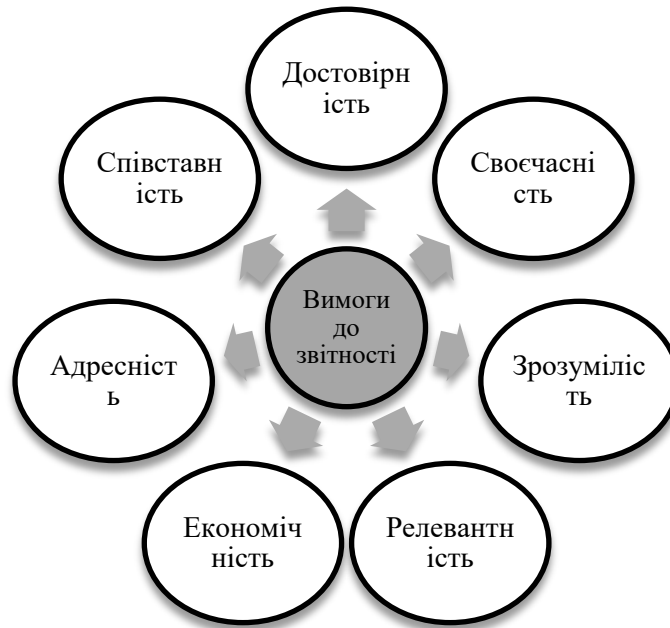 Достовірн
ість
Своєчасні
сть
Зрозуміліс
ть
Релевантн
ість
Економіч
ність
Адресніст
ь
Співставн
ість
Вимоги
до
звітності